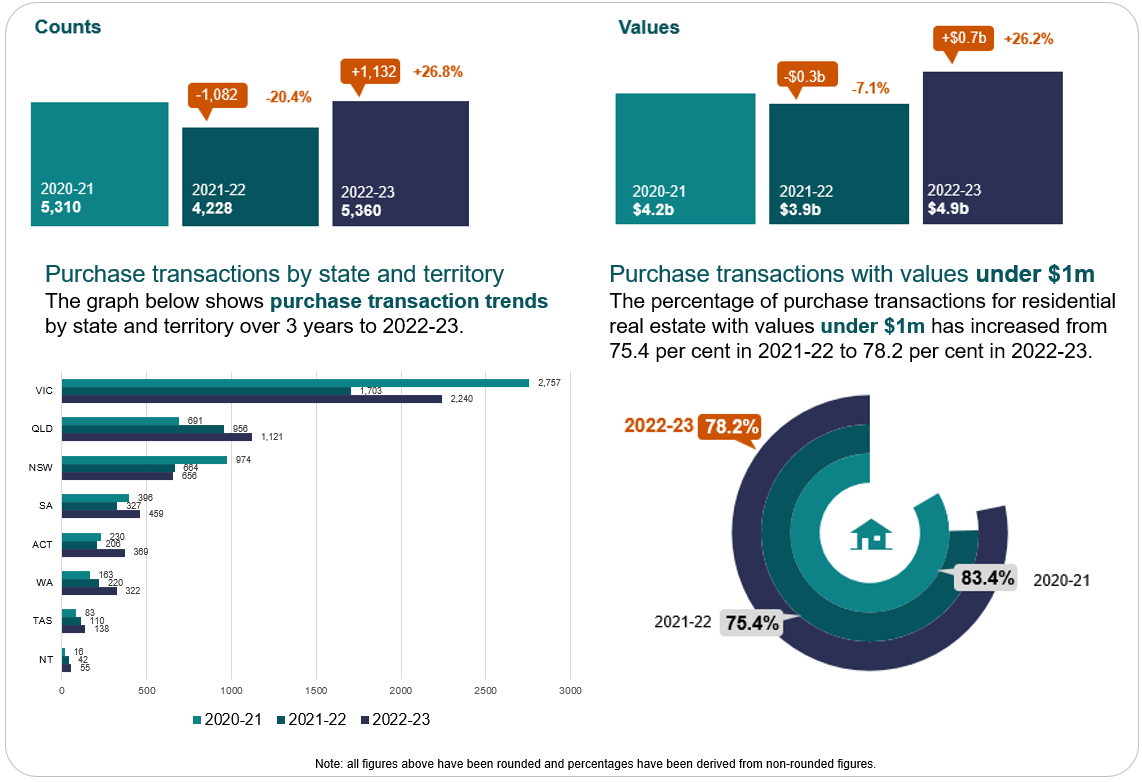 Counts
-1,082
-20.4%
+1,132
+26.8%
2020-21
5,310
2021-22
4,228
2022-23
5,360
Values
-$0.3b
-7.1%
+$0.7b
+26.2%
2020-21
$4.2b
2021-22
$3.9b
2022-23
$4.9b
Purchase transactions by state and territory
The graph below shows purchase transaction trends
by state and territory over 3 years to 2022-23.
VIC
2,757
1,703
2,240
QLD
691
956
1,121
NSW
974
664
656
SA
396
327
459
ACT
230
206
369
WA
163
220
322
TAS
83
110
138
NT
16
42
55
0 500 1000 1500 2000 2500 3000
2020-21 2021-22 2022-23
Purchase transactions with values under $1m
The percentage of purchase transactions for residential
real estate with values under $1m has increased from
75.4 per cent in 2021-22 to 78.2 per cent in 2022-23.
2022-23 78.2%
83.4% 2020-21
2021-22 75.4%
Note: all figures above have been rounded and percentages have been derived from non-rounded figures.